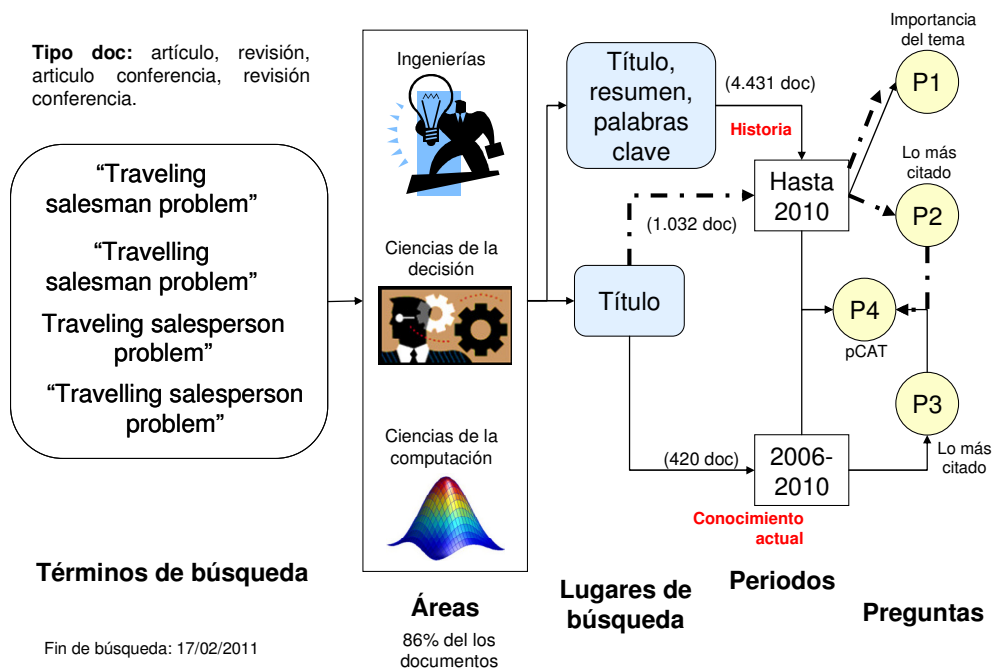 Tipo doc: artículo, revisión,
articulo conferencia, revisión
conferencia.
“Traveling
salesman problem”
“Travelling
salesman problem”
Traveling salesperson
problem”
“Travelling salesperson
problem”
Términos de búsqueda
Fin de búsqueda: 17/02/2011
Ingenierías
Ciencias de la
decisión
Ciencias de la
computación
Áreas
86% del los
documentos
Título,
resumen,
palabras
clave
Título
Lugares de
búsqueda
(4.431 doc)
Historia
(1.032 doc)
(420 doc)
Hasta
2010
2006-
2010
Conocimiento
actual
Periodos
Importancia
del tema
P1
Lo más
citado
P2
P4
pCAT
P3
Lo más
citado
Preguntas